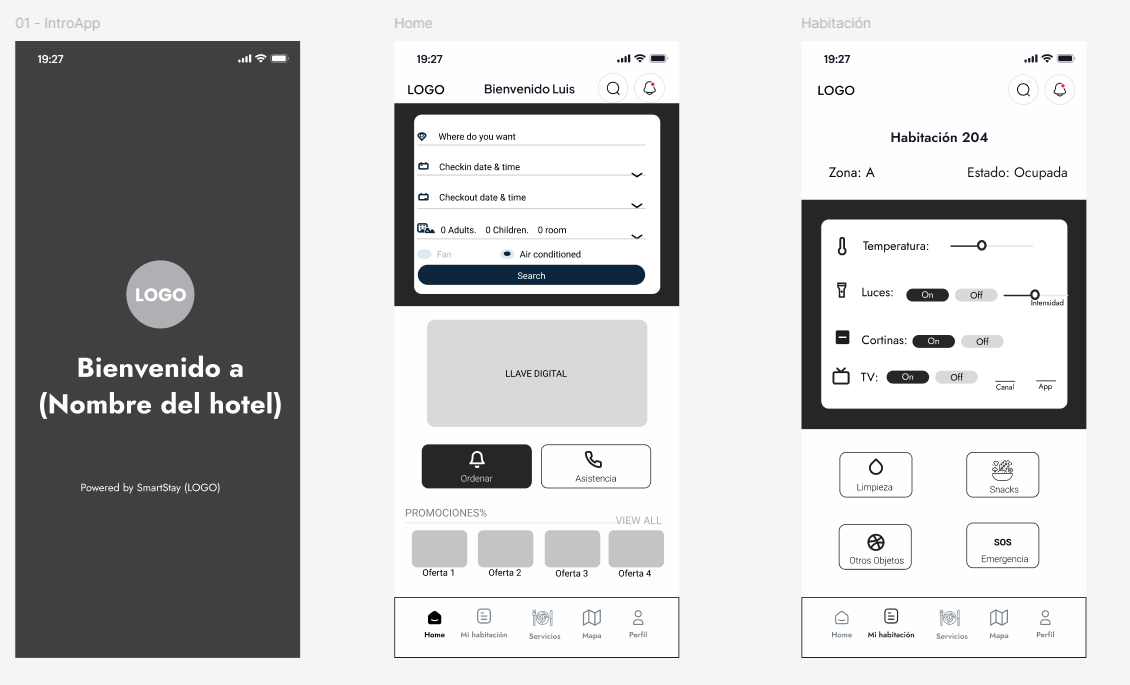 01 - IntroApp
19:27
LOGO
Bienvenido a
(Nombre del hotel)
Powered by SmartStay (LOGO)
Home
19:27
LOGO
Bienvenido Luis
Where do you want
Checkin date & time
Checkout date & time
0 Adults. 0 Children. 0 room
Fan
Air conditioned
Search
LLAVE DIGITAL
Ordenar
Asistencia
PROMOCIONES%
VIEW ALL
Oferta 1
Oferta 2
Oferta 3
Oferta 4
Home
Mi habitación
Servicios
Mapa
Perfil
Habitación
19:27
LOGO
Habitación 204
Zona: A
Estado: Ocupada
Temperatura:
Luces:
On
Off
Intensidad
Cortinas:
On
Off
TV:
On
Off
Canal
App
Limpieza
Snacks
Otros Objetos
SOS
Emergencia
Home
Mi habitación
Servicios
Mapa
Perfil